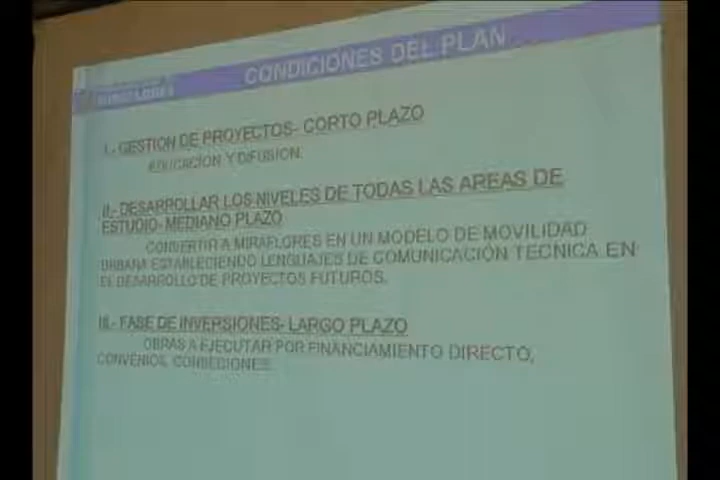 CONDICIONES DEL PLAN
MIRAFLORES
I.- GESTION DE PROYECTOS- CORTO PLAZO
EDUCACION Y DIFUSION.
II.- DESARROLLAR LOS NIVELES DE TODAS LAS AREAS DE
ESTUDIO- MEDIANO PLAZO
CONVERTIR A MIRAFLORES EN UN MODELO DE MOVILIDAD
URBANA ESTABLECIENDO LENGUAJES DE COMUNICACIÓN TECNICA EN
EL DESARROLLO DE PROYECTOS FUTUROS.
III.- FASE DE INVERSIONES- LARGO PLAZO
OBRAS A EJECUTAR POR FINANCIAMIENTO DIRECTO,
CONVENIOS, CONSECIONES.